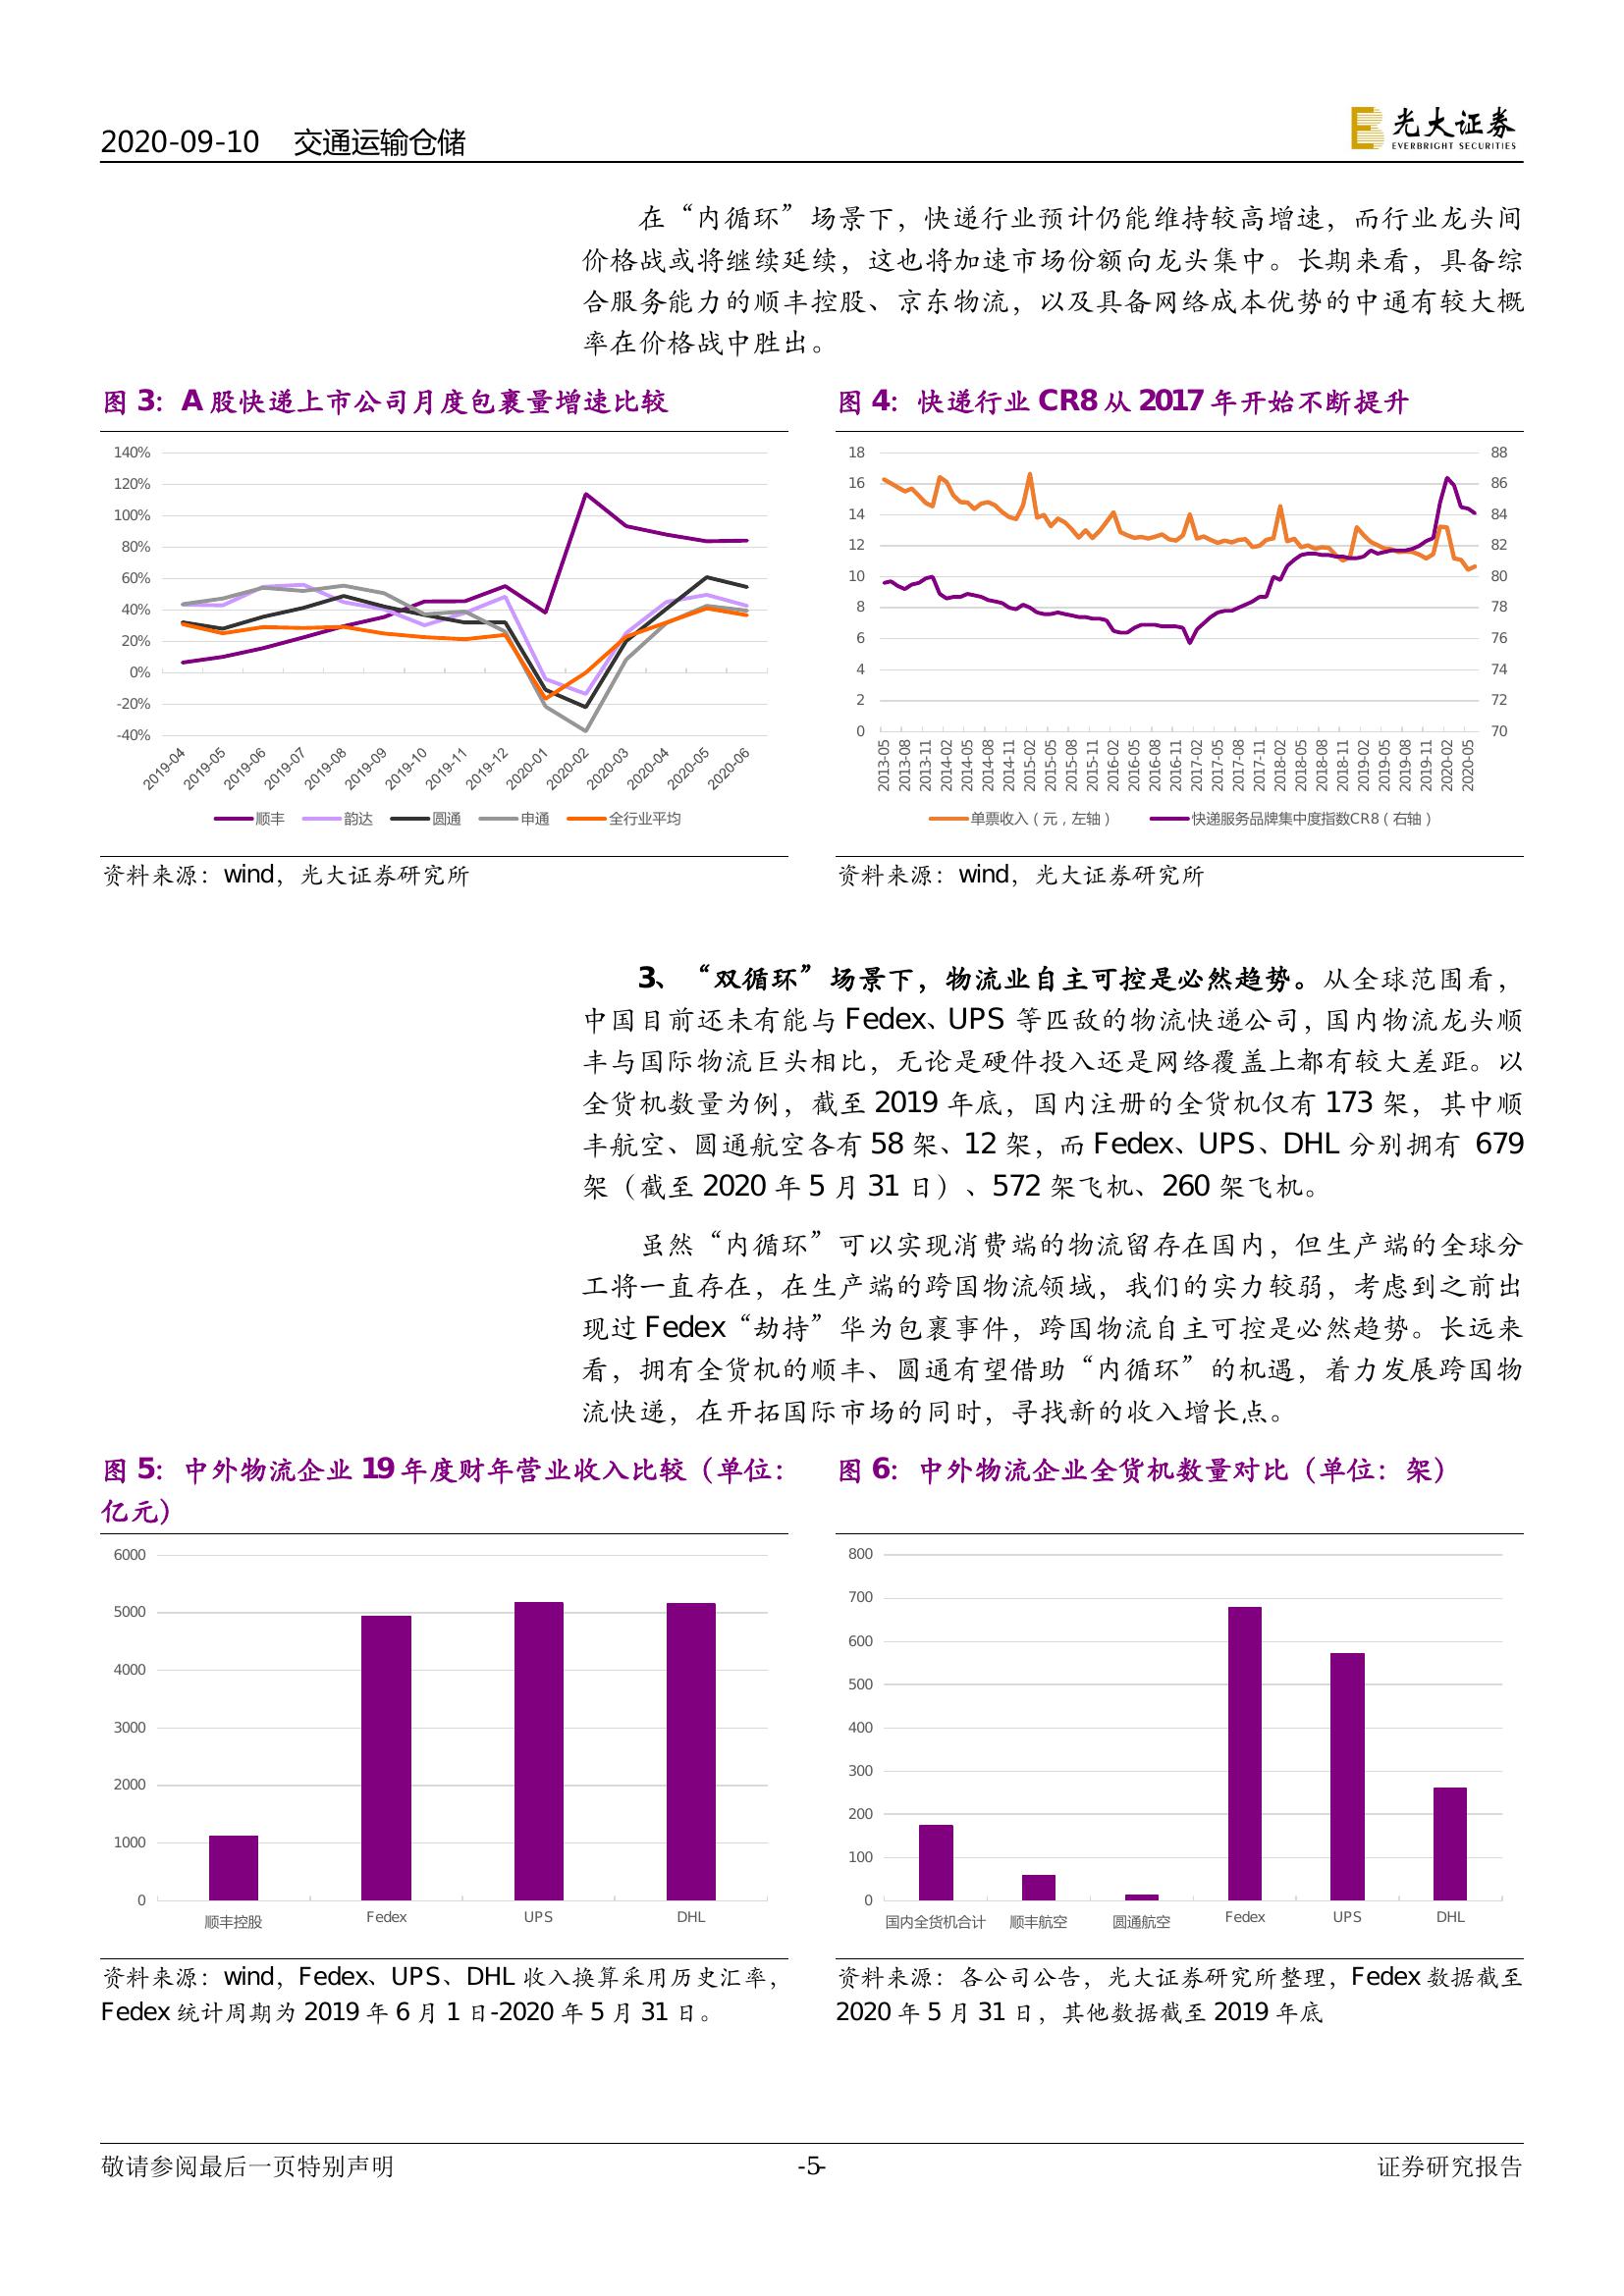 2020-09-10 交通运输仓储
光大证券
EVERBRIGHT SECURITIES
在“内循环”场景下，快递行业预计仍能维持较高增速，而行业龙头间
价格战或将继续延续，这也将加速市场份额向龙头集中。长期来看，具备综
合服务能力的顺丰控股、京东物流，以及具备网络成本优势的中通有较大概
率在价格战中胜出。
图 3：A 股快递上市公司月度包裹量增速比较
140%
120%
100%
80%
60%
40%
20%
0%
-20%
-40%
2019-04 2019-05 2019-06 2019-07 2019-08 2019-09 2019-10 2019-11 2019-12 2020-01 2020-02 2020-03 2020-04 2020-05 2020-06
顺丰 韵达 圆通 申通 全行业平均
资料来源：wind，光大证券研究所
图 4：快递行业 CR8 从 2017 年开始不断提升
18 88
16 86
14 84
12 82
10 80
8 78
6 76
4 74
2 72
0 70
2013-05 2013-08 2013-11 2014-02 2014-05 2014-08 2014-11 2015-02 2015-05 2015-08 2015-11 2016-02 2016-05 2016-08 2016-11 2017-02 2017-05 2017-08 2017-11 2018-02 2018-05 2018-08 2018-11 2019-02 2019-05 2019-08 2019-11 2020-02 2020-05
单票收入（元，左轴） 快递服务品牌集中度指数CR8（右轴）
资料来源：wind，光大证券研究所
3、“双循环”场景下，物流业自主可控是必然趋势。从全球范围看，
中国目前还未有能与 Fedex、UPS 等匹敌的物流快递公司，国内物流龙头顺
丰与国际物流巨头相比，无论是硬件投入还是网络覆盖上都有较大差距。以
全货机数量为例，截至 2019 年底，国内注册的全货机仅有 173 架，其中顺
丰航空、圆通航空各有 58 架、12 架，而 Fedex、UPS、DHL 分别拥有 679
架（截至 2020 年 5 月 31 日）、572 架飞机、260 架飞机。
虽然“内循环”可以实现消费端的物流留存在国内，但生产端的全球分
工将一直存在，在生产端的跨国物流领域，我们的实力较弱，考虑到之前出
现过 Fedex“劫持”华为包裹事件，跨国物流自主可控是必然趋势。长远来
看，拥有全货机的顺丰、圆通有望借助“内循环”的机遇，着力发展跨国物
流快递，在开拓国际市场的同时，寻找新的收入增长点。
图 5：中外物流企业 19 年度财年营业收入比较（单位：
亿元）
6000
5000
4000
3000
2000
1000
0
顺丰控股 Fedex UPS DHL
资料来源：wind，Fedex、UPS、DHL 收入换算采用历史汇率，
Fedex 统计周期为 2019 年 6 月 1 日-2020 年 5 月 31 日。
图 6：中外物流企业全货机数量对比（单位：架）
800
700
600
500
400
300
200
100
0
国内全货机合计 顺丰航空 圆通航空 Fedex UPS DHL
资料来源：各公司公告，光大证券研究所整理，Fedex 数据截至
2020 年 5 月 31 日，其他数据截至 2019 年底
敬请参阅最后一页特别声明 -5- 证券研究报告